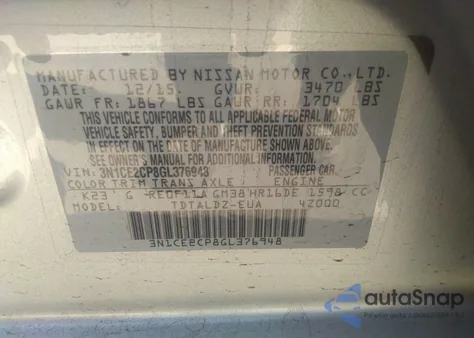 MANUFACTURED BY NISSAN MOTOR CO., LTD.
DATE: 12/15 GVWR: 3470 LBS
GAWR FR: 1867 LBS GAWR RR: 1704 LBS
THIS VEHICLE CONFORMS TO ALL APPLICABLE FEDERAL MOTOR
VEHICLE SAFETY, BUMPER AND THEFT PREVENTION STANDARDS
IN EFFECT ON THE DATE OF MANUFACTURE SHOWN ABOVE.
SEE OWNERS MANUAL FOR ADDITIONAL INFORMATION.
VIN: PASSENGER CAR
COLOR TRIM TRANS AXLE ENGINE
K23 G RE0F11A GM38 HR16DE 1598 CC
MODEL: TDTALDZ-EUA 42000
autoSnap